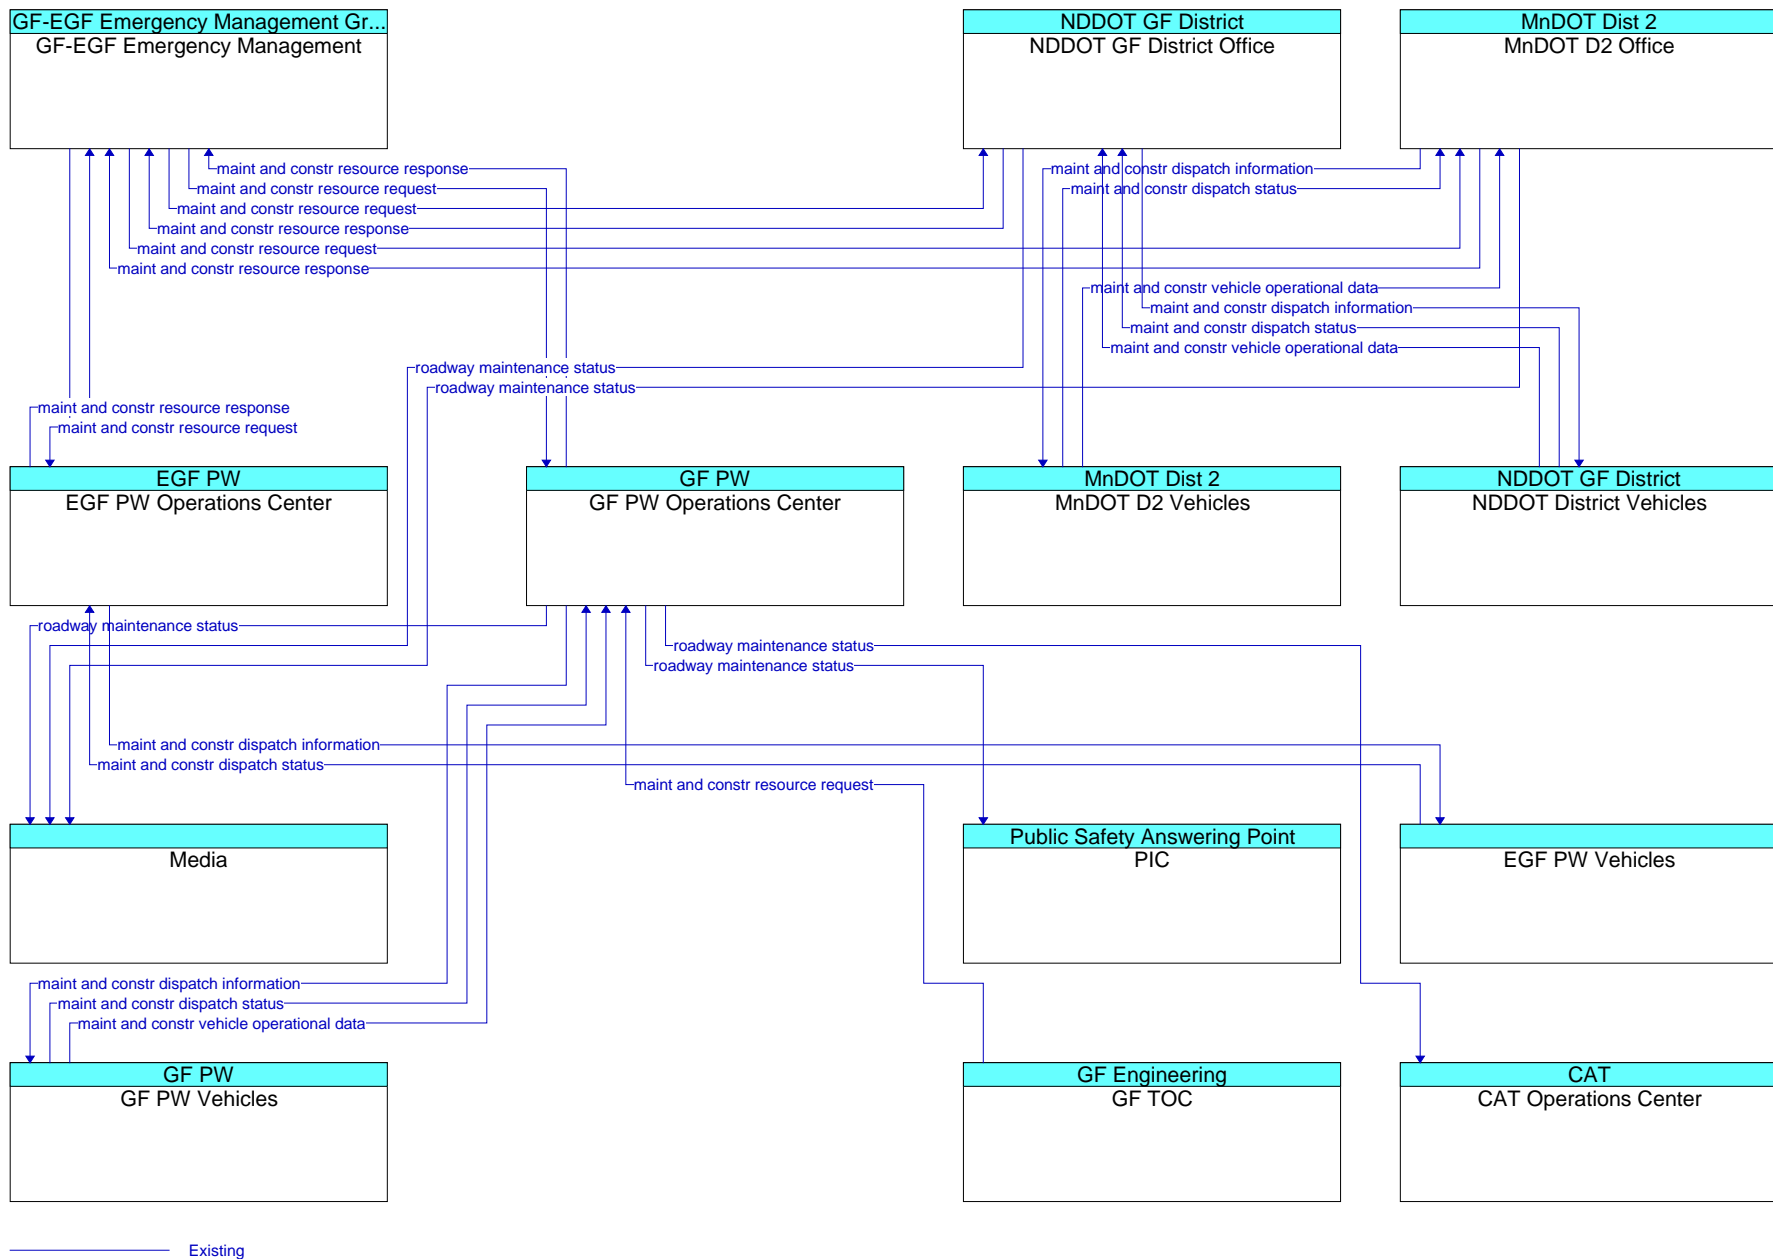 GF-EGF Emergency Management Gr...
GF-EGF Emergency Management
NDDOT GF District
NDDOT GF District Office
MnDOT Dist 2
MnDOT D2 Office
maint and constr resource response
maint and constr dispatch information
maint and constr resource request
maint and constr dispatch status
maint and constr resource request
maint and constr resource response
maint and constr resource request
maint and constr resource response
maint and constr vehicle operational data
maint and constr dispatch information
maint and constr dispatch status
maint and constr vehicle operational data
roadway maintenance status
roadway maintenance status
maint and constr resource response
maint and constr resource request
EGF PW
EGF PW Operations Center
GF PW
GF PW Operations Center
MnDOT Dist 2
MnDOT D2 Vehicles
NDDOT GF District
NDDOT District Vehicles
roadway maintenance status
roadway maintenance status
roadway maintenance status
maint and constr dispatch information
maint and constr dispatch status
maint and constr resource request
Media
Public Safety Answering Point
PIC
EGF PW Vehicles
maint and constr dispatch information
maint and constr dispatch status
maint and constr vehicle operational data
GF PW
GF PW Vehicles
GF Engineering
GF TOC
CAT
CAT Operations Center
Existing